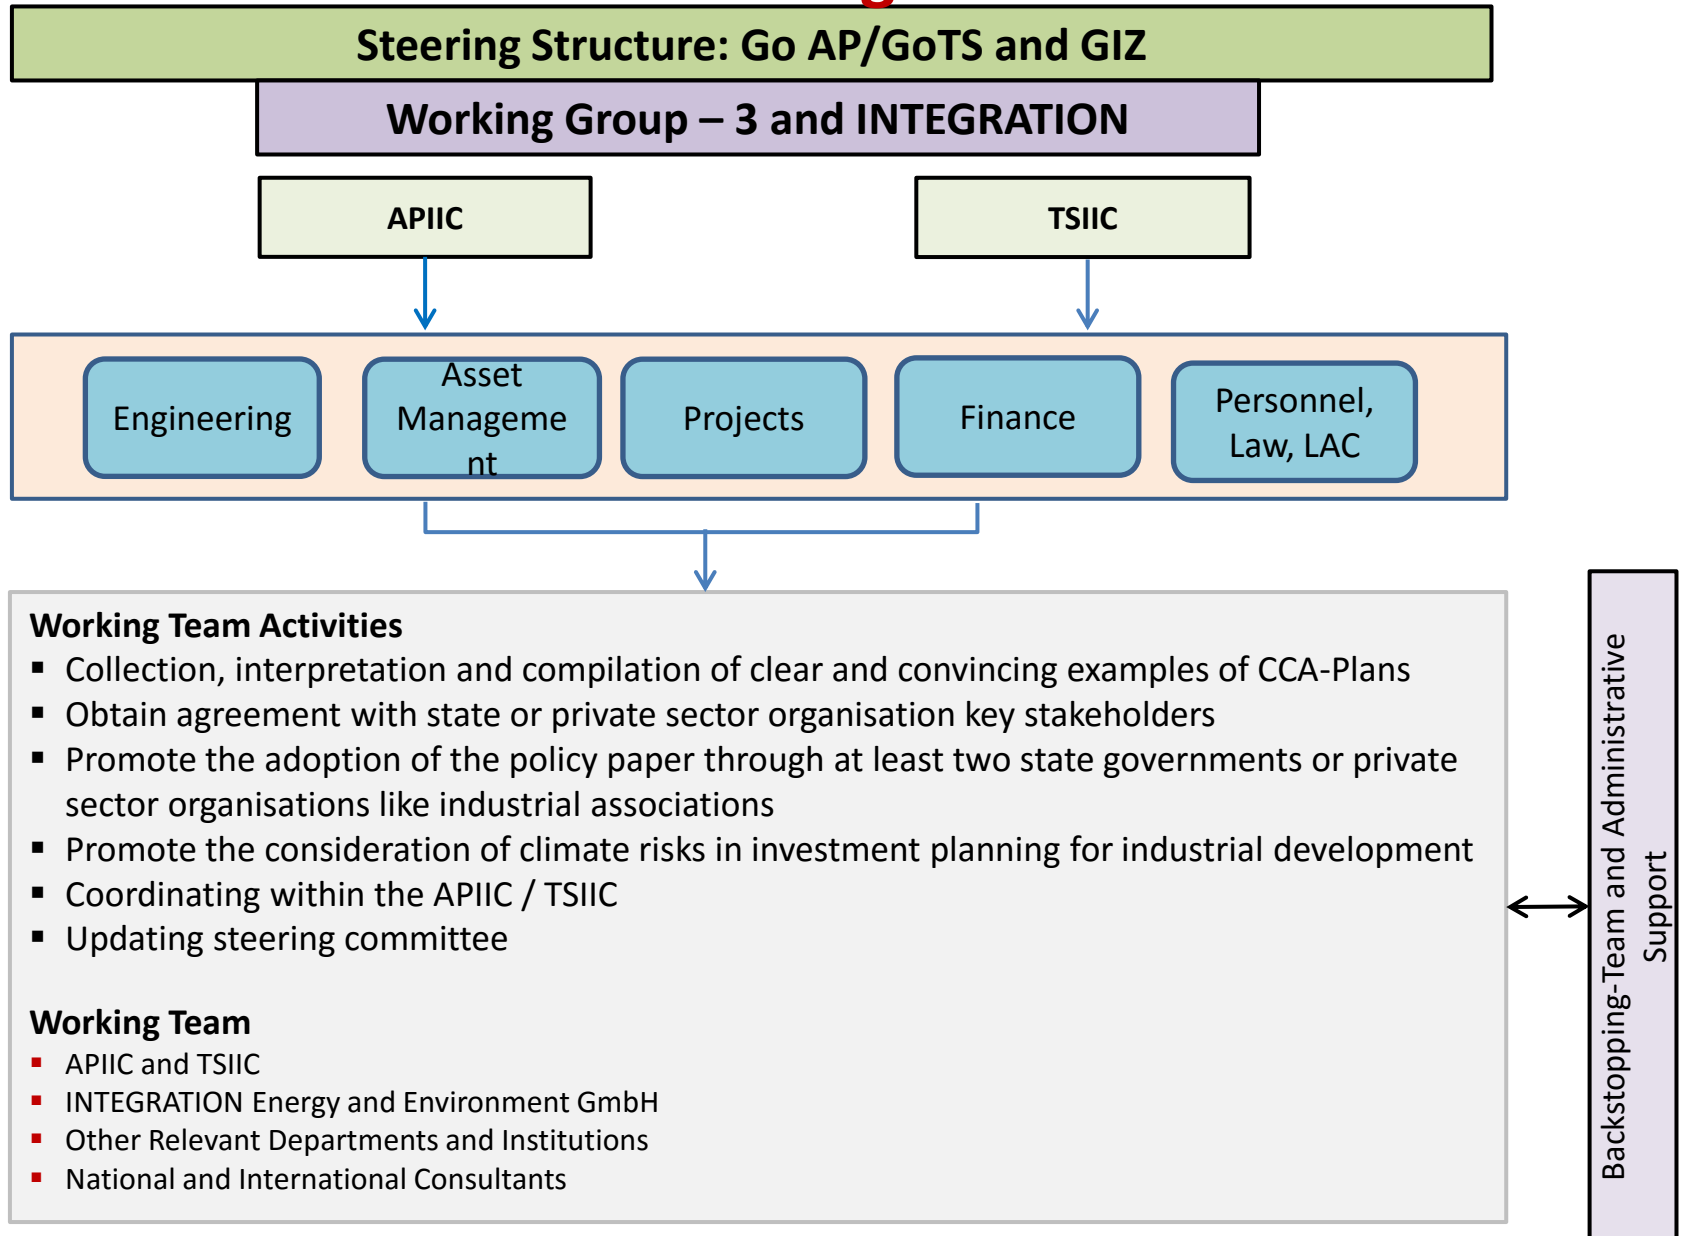 Steering Structure: Go AP/GoTS and GIZ
Working Group – 3 and INTEGRATION
APIIC
TSIIC
Engineering
Asset
Manageme
nt
Projects
Finance
Personnel,
Law, LAC
Working Team Activities
▪ Collection, interpretation and compilation of clear and convincing examples of CCA-Plans
▪ Obtain agreement with state or private sector organisation key stakeholders
▪ Promote the adoption of the policy paper through at least two state governments or private
sector organisations like industrial associations
▪ Promote the consideration of climate risks in investment planning for industrial development
▪ Coordinating within the APIIC / TSIIC
▪ Updating steering committee
Working Team
▪ APIIC and TSIIC
▪ INTEGRATION Energy and Environment GmbH
▪ Other Relevant Departments and Institutions
▪ National and International Consultants
Backstopping-Team and Administrative
Support